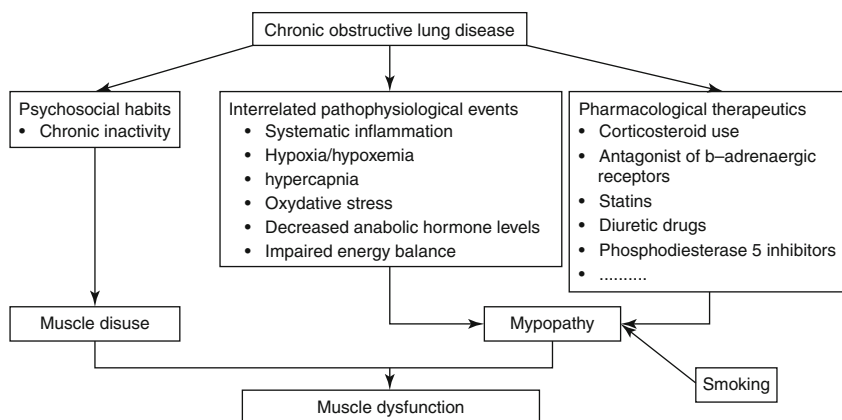 Chronic obstructive lung disease
Psychosocial habits
• Chronic inactivity
Interrelated pathophysiological events
• Systematic inflammation
• Hypoxia/hypoxemia
• hypercapnia
• Oxydative stress
• Decreased anabolic hormone levels
• Impaired energy balance
Pharmacological therapeutics
• Corticosteroid use
• Antagonist of b–adrenaergic
receptors
• Statins
• Diuretic drugs
• Phosphodiesterase 5 inhibitors
• ..........
Muscle disuse
Mypopathy
Smoking
Muscle dysfunction